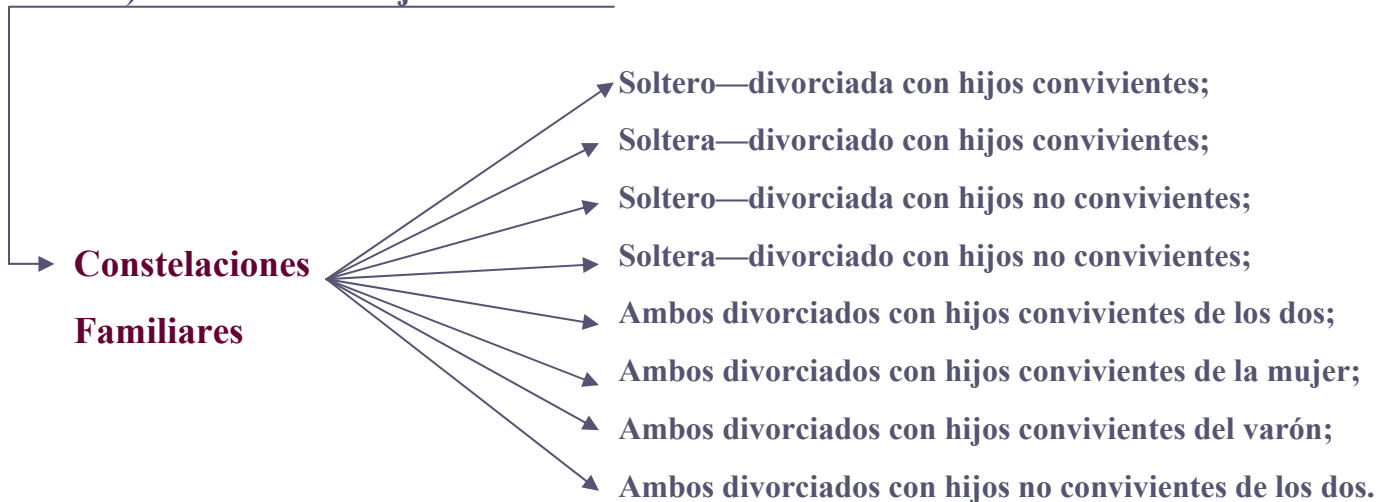 Soltero—divorciada con hijos convivientes;
Soltera—divorciado con hijos convivientes;
Soltero—divorciada con hijos no convivientes;
Soltera—divorciado con hijos no convivientes;
Constelaciones
Familiares
Ambos divorciados con hijos convivientes de los dos;
Ambos divorciados con hijos convivientes de la mujer;
Ambos divorciados con hijos convivientes del varón;
Ambos divorciados con hijos no convivientes de los dos.